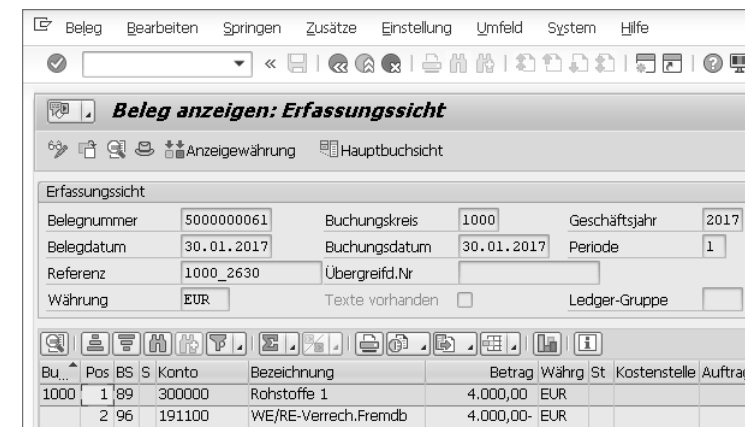 Beleg Bearbeiten Springen Zusätze Einstellung Umfeld System Hilfe
Beleg anzeigen: Erfassungssicht
Anzeigewährung Hauptbuchsicht
Erfassungssicht
Belegnummer 5000000061 Buchungskreis 1000 Geschäftsjahr 2017
Belegdatum 30.01.2017 Buchungsdatum 30.01.2017 Periode 1
Referenz 1000_2630 Übergreifd.Nr
Währung EUR Texte vorhanden Ledger-Gruppe
Bu... Pos BS S Konto Bezeichnung Betrag Währg St Kostenstelle Auftrag
1000 1 89 300000 Rohstoffe 1 4.000,00 EUR
2 96 191100 WE/RE-Verrech.Fremdb 4.000,00- EUR